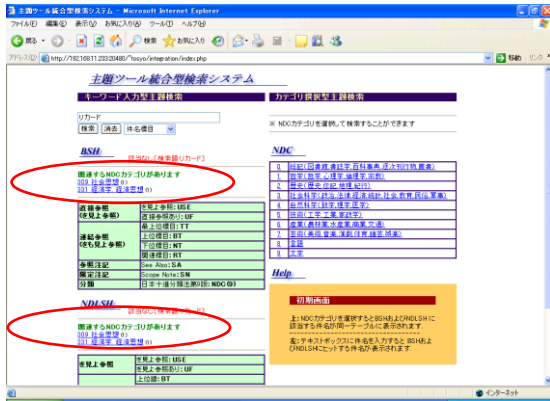 主題ツール統合型検索システム - Microsoft Internet Explorer
ファイル(F) 編集(E) 表示(V) お気に入り(A) ツール(T) ヘルプ(H)
戻る 検索 お気に入り
アドレス(D) http://192.168.11.23:20480/~tosyo/integration/index.php 移動 リンク
主題ツール統合型検索システム
キーワード入力型主題検索
リカード
検索 消去 件名標目
BSH 該当なし【検索語:リカード】
関連するNDCカテゴリがあります
309 社会思想
331 経済学.経済思想
直接参照
(を見よ参照)
を見よ参照:USE
直接参照あり:UF
連結参照
(をも見よ参照)
最上位標目:TT
上位標目:BT
下位標目:NT
関連標目:RT
参照注記 See Also:SA
限定注記 Scope Note:SN
分類 日本十進分類法第9版:NDC(9)
NDLSH 該当なし【検索語:リカード】
関連するNDCカテゴリがあります
309 社会思想
331 経済学.経済思想
を見よ参照
を見よ参照:USE
を見よ参照あり:UF
上位語:BT
カテゴリ選択型主題検索
※ NDCカテゴリを選択して検索することができます
NDC
0. 総記(図書館,書誌学,百科事典,逐次刊行物,叢書)
1. 哲学(哲学,心理学,倫理学,宗教)
2. 歴史(歴史,伝記,地理,紀行)
3. 社会科学(政治,法律,経済,統計,社会,教育,民俗,軍事)
4. 自然科学(数学,理学,医学)
5. 技術(工学,工業,家政学)
6. 産業(農林業,水産業,商業,交通)
7. 芸術(美術,音楽,演劇,体育,諸芸,娯楽)
8. 言語
9. 文学
Help
初期画面
上:NDCカテゴリを選択するとBSHおよびNDLSHに
該当する件名が同一テーブルに表示されます.
左:テキストボックスに件名を入力すると BSHおよ
びNDLSHにヒットする件名が表示されます.
インターネット